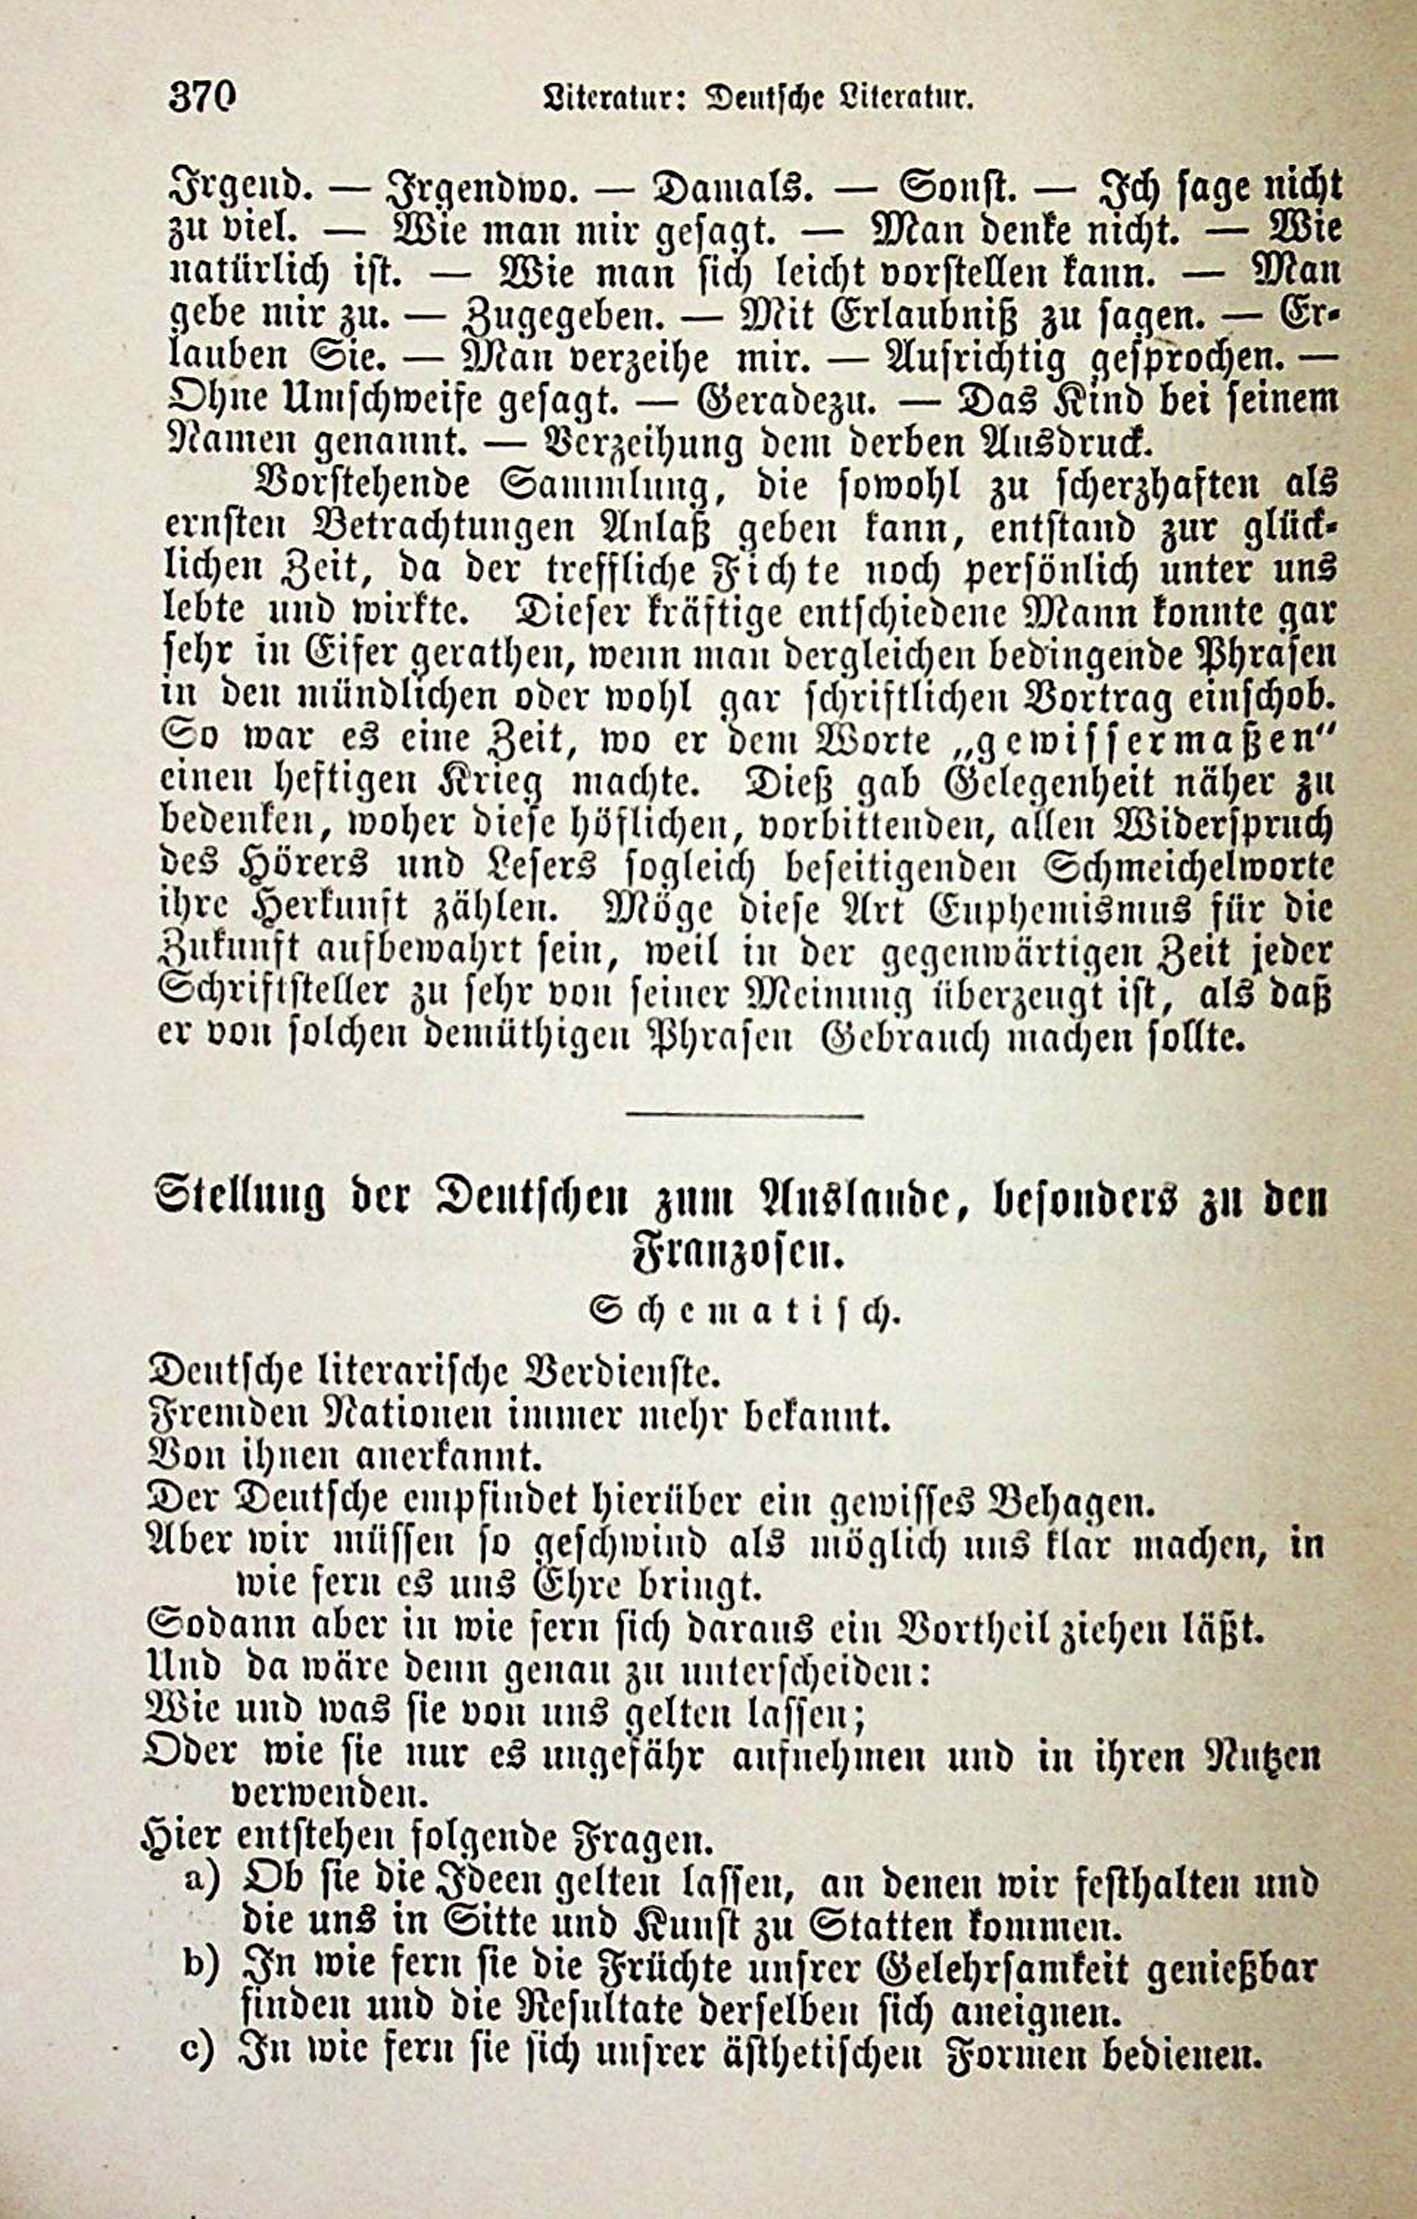 370 Literatur: Deutsche Literatur.
Irgend. — Irgendwo. — Damals. — Sonst. — Ich sage nicht
zu viel. — Wie man mir gesagt. — Man denke nicht. — Wie
natürlich ist. — Wie man sich leicht vorstellen kann. — Man
gebe mir zu. — Zugegeben. — Mit Erlaubniß zu sagen. — Er-
lauben Sie. — Man verzeihe mir. — Aufrichtig gesprochen. —
Ohne Umschweife gesagt. — Geradezu. — Das Kind bei seinem
Namen genannt. — Verzeihung dem derben Ausdruck.
Vorstehende Sammlung, die sowohl zu scherzhaften als
ernsten Betrachtungen Anlaß geben kann, entstand zur glück-
lichen Zeit, da der treffliche Fichte noch persönlich unter uns
lebte und wirkte. Dieser kräftige entschiedene Mann konnte gar
sehr in Eifer gerathen, wenn man dergleichen bedingende Phrasen
in den mündlichen oder wohl gar schriftlichen Vortrag einschob.
So war es eine Zeit, wo er dem Worte „gewissermaßen“
einen heftigen Krieg machte. Dieß gab Gelegenheit näher zu
bedenken, woher diese höflichen, vorbittenden, allen Widerspruch
des Hörers und Lesers sogleich beseitigenden Schmeichelworte
ihre Herkunft zählen. Möge diese Art Euphemismus für die
Zukunft aufbewahrt sein, weil in der gegenwärtigen Zeit jeder
Schriftsteller zu sehr von seiner Meinung überzeugt ist, als daß
er von solchen demüthigen Phrasen Gebrauch machen sollte.
Stellung der Deutschen zum Auslande, besonders zu den
Franzosen.
Schematisch.
Deutsche literarische Verdienste.
Fremden Nationen immer mehr bekannt.
Von ihnen anerkannt.
Der Deutsche empfindet hierüber ein gewisses Behagen.
Aber wir müssen so geschwind als möglich uns klar machen, in
wie fern es uns Ehre bringt.
Sodann aber in wie fern sich daraus ein Vortheil ziehen läßt.
Und da wäre denn genau zu unterscheiden:
Wie und was sie von uns gelten lassen;
Oder wie sie nur es ungefähr aufnehmen und in ihren Nutzen
verwenden.
Hier entstehen folgende Fragen.
a) Ob sie die Ideen gelten lassen, an denen wir festhalten und
die uns in Sitte und Kunst zu Statten kommen.
b) In wie fern sie die Früchte unsrer Gelehrsamkeit genießbar
finden und die Resultate derselben sich aneignen.
c) In wie fern sie sich unsrer ästhetischen Formen bedienen.